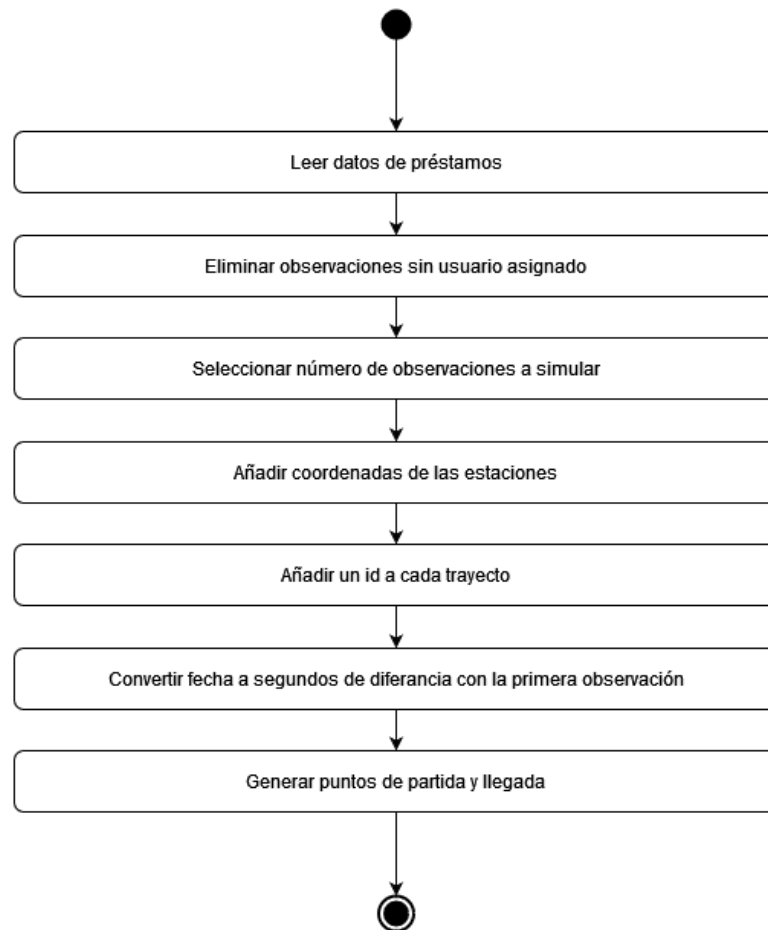 Leer datos de préstamos
Eliminar observaciones sin usuario asignado
Seleccionar número de observaciones a simular
Añadir coordenadas de las estaciones
Añadir un id a cada trayecto
Convertir fecha a segundos de diferancia con la primera observación
Generar puntos de partida y llegada